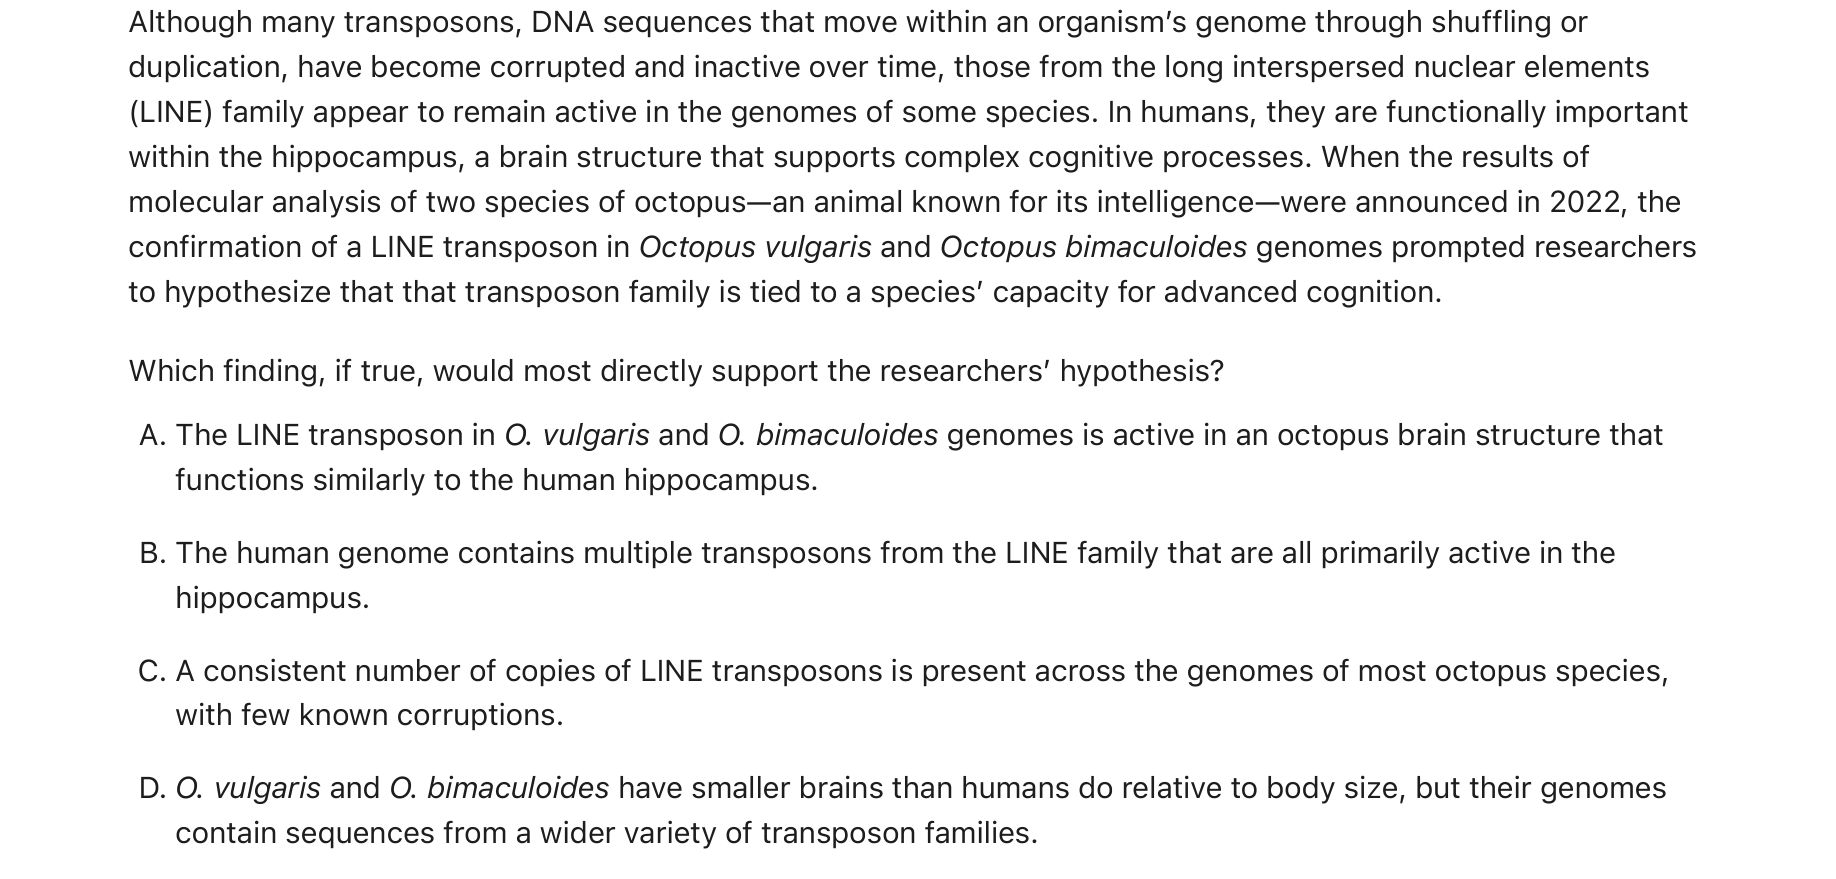 Although many transposons, DNA sequences that move within an organism’s genome through shuffling or
duplication, have become corrupted and inactive over time, those from the long interspersed nuclear elements
(LINE) family appear to remain active in the genomes of some species. In humans, they are functionally important
within the hippocampus, a brain structure that supports complex cognitive processes. When the results of
molecular analysis of two species of octopus—an animal known for its intelligence—were announced in 2022, the
confirmation of a LINE transposon in Octopus vulgaris and Octopus bimaculoides genomes prompted researchers
to hypothesize that that transposon family is tied to a species’ capacity for advanced cognition.
Which finding, if true, would most directly support the researchers’ hypothesis?
A. The LINE transposon in O. vulgaris and O. bimaculoides genomes is active in an octopus brain structure that
functions similarly to the human hippocampus.
B. The human genome contains multiple transposons from the LINE family that are all primarily active in the
hippocampus.
C. A consistent number of copies of LINE transposons is present across the genomes of most octopus species,
with few known corruptions.
D. O. vulgaris and O. bimaculoides have smaller brains than humans do relative to body size, but their genomes
contain sequences from a wider variety of transposon families.